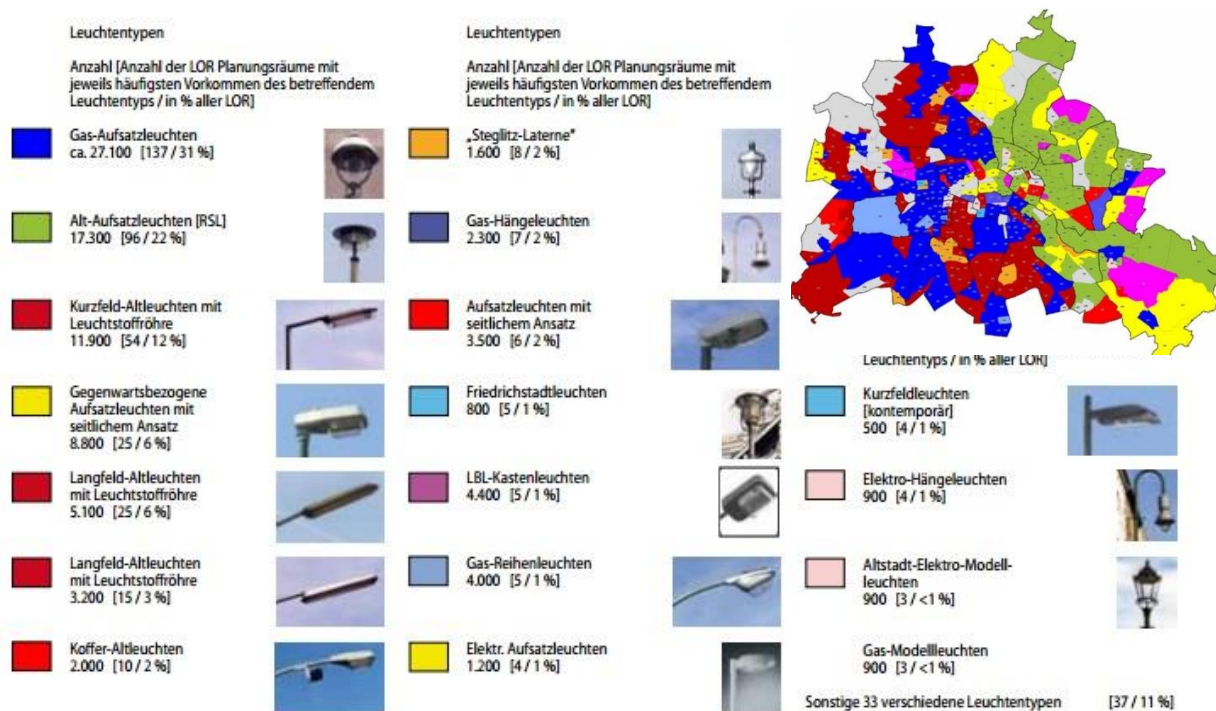 Leuchtentypen
Anzahl [Anzahl der LOR Planungsräume mit
jeweils häufigsten Vorkommen des betreffendem
Leuchtentyps / in % aller LOR]
Gas-Aufsatzleuchten
ca. 27.100 [137 / 31 %]
Alt-Aufsatzleuchten [RSL]
17.300 [96 / 22 %]
Kurzfeld-Altleuchten mit
Leuchtstoffröhre
11.900 [54 / 12 %]
Gegenwartsbezogene
Aufsatzleuchten mit
seitlichem Ansatz
8.800 [25 / 6 %]
Langfeld-Altleuchten
mit Leuchtstoffröhre
5.100 [25 / 6 %]
Langfeld-Altleuchten
mit Leuchtstoffröhre
3.200 [15 / 3 %]
Koffer-Altleuchten
2.000 [10 / 2 %]
Leuchtentypen
Anzahl [Anzahl der LOR Planungsräume mit
jeweils häufigsten Vorkommen des betreffendem
Leuchtentyps / in % aller LOR]
„Steglitz-Laterne"
1.600 [8 / 2 %]
Gas-Hängeleuchten
2.300 [7 / 2 %]
Aufsatzleuchten mit
seitlichem Ansatz
3.500 [6 / 2 %]
Friedrichstadtleuchten
800 [5 / 1 %]
LBL-Kastenleuchten
4.400 [5 / 1 %]
Gas-Reihenleuchten
4.000 [5 / 1 %]
Elektr. Aufsatzleuchten
1.200 [4 / 1 %]
Leuchtentyps / in % aller LOR]
Kurzfeldleuchten
[kontemporär]
500 [4 / 1 %]
Elektro-Hängeleuchten
900 [4 / 1 %]
Altstadt-Elektro-Modell-
leuchten
900 [3 / <1 %]
Gas-Modellleuchten
900 [3 / <1 %]
Sonstige 33 verschiedene Leuchtentypen [37 / 11 %]